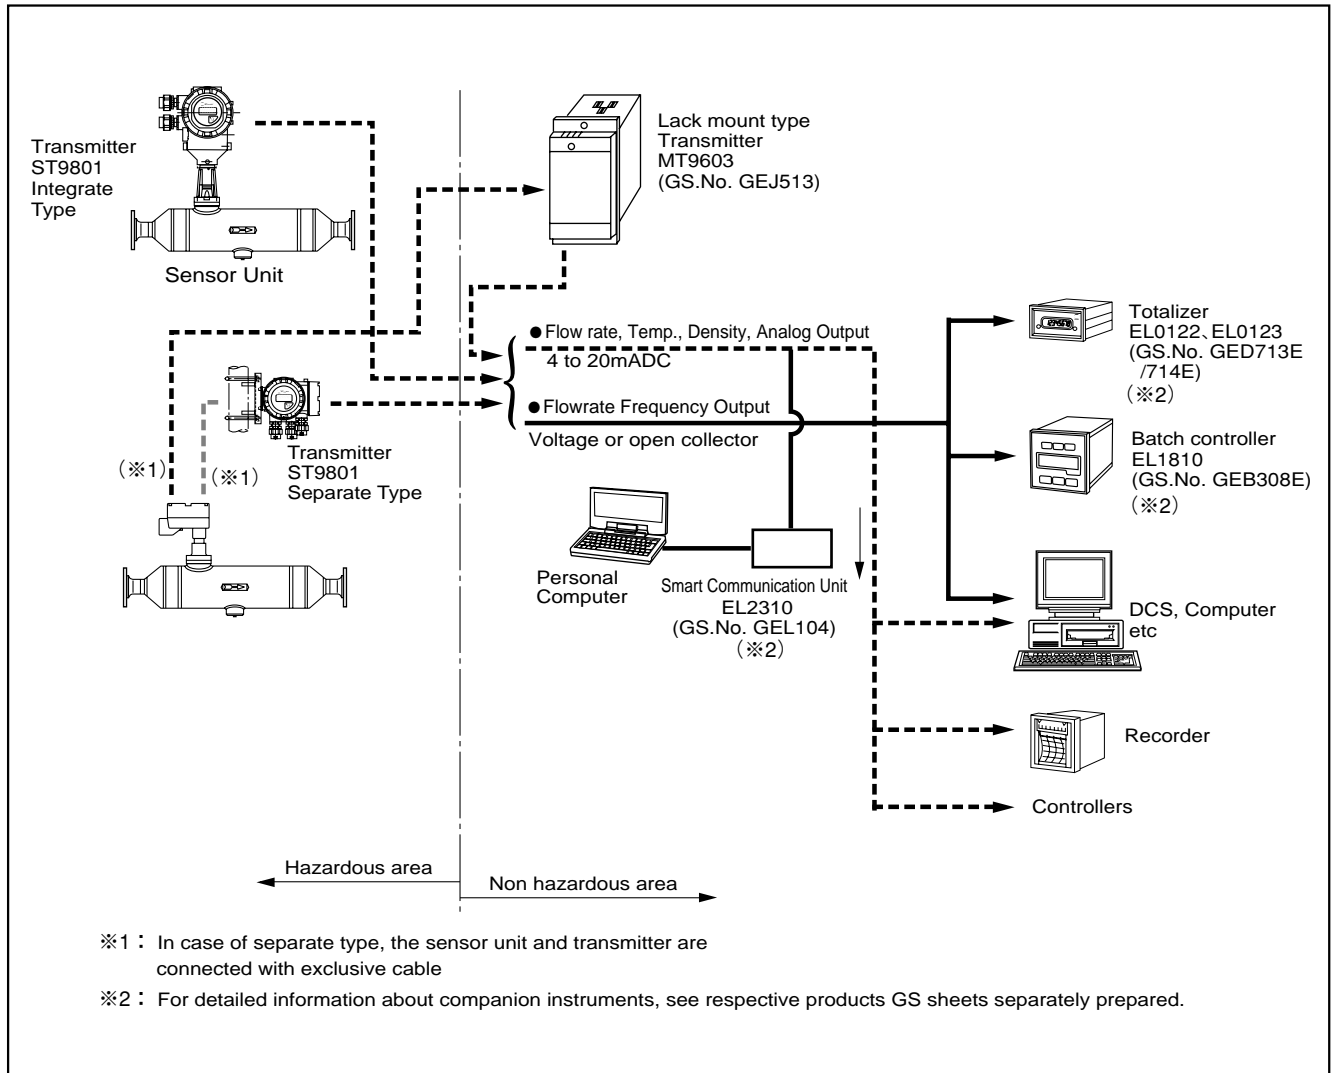 Transmitter
ST9801
Integrate
Type
Sensor Unit
Lack mount type
Transmitter
MT9603
(GS.No. GEJ513)
●Flow rate, Temp., Density, Analog Output
4 to 20mADC
●Flowrate Frequency Output
Voltage or open collector
Totalizer
EL0122、EL0123
(GS.No. GED713E
/714E)
（※2）
Batch controller
EL1810
(GS.No. GEB308E)
（※2）
（※1）
（※1）
Transmitter
ST9801
Separate Type
Personal
Computer
Smart Communication Unit
EL2310
(GS.No. GEL104)
（※2）
DCS, Computer
etc
Recorder
Controllers
Hazardous area
Non hazardous area
※1： In case of separate type, the sensor unit and transmitter are
connected with exclusive cable
※2： For detailed information about companion instruments, see respective products GS sheets separately prepared.